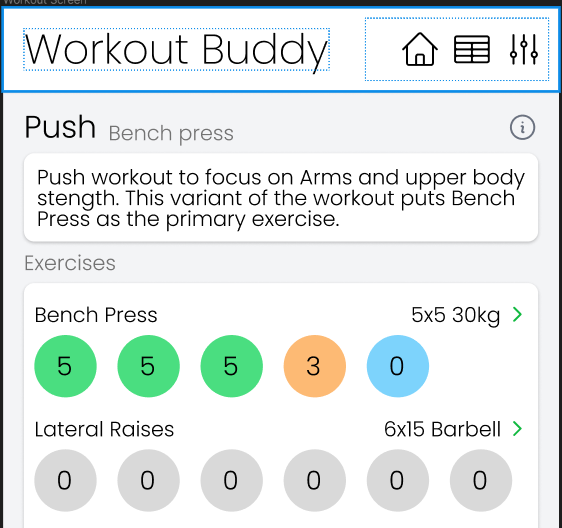 Workout Screen
Workout Buddy
Push Bench press
Push workout to focus on Arms and upper body
stength. This variant of the workout puts Bench
Press as the primary exercise.
Exercises
Bench Press 5x5 30kg
5 5 5 3 0
Lateral Raises 6x15 Barbell
0 0 0 0 0 0